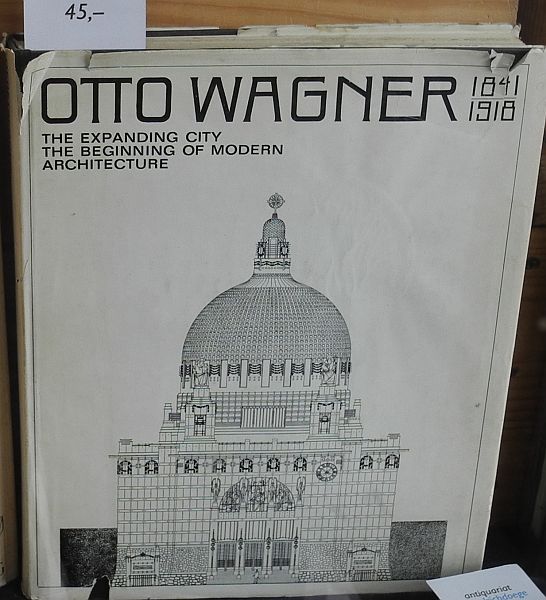 45,–
OTTO WAGNER 1841
1918
THE EXPANDING CITY
THE BEGINNING OF MODERN
ARCHITECTURE
antiquariat